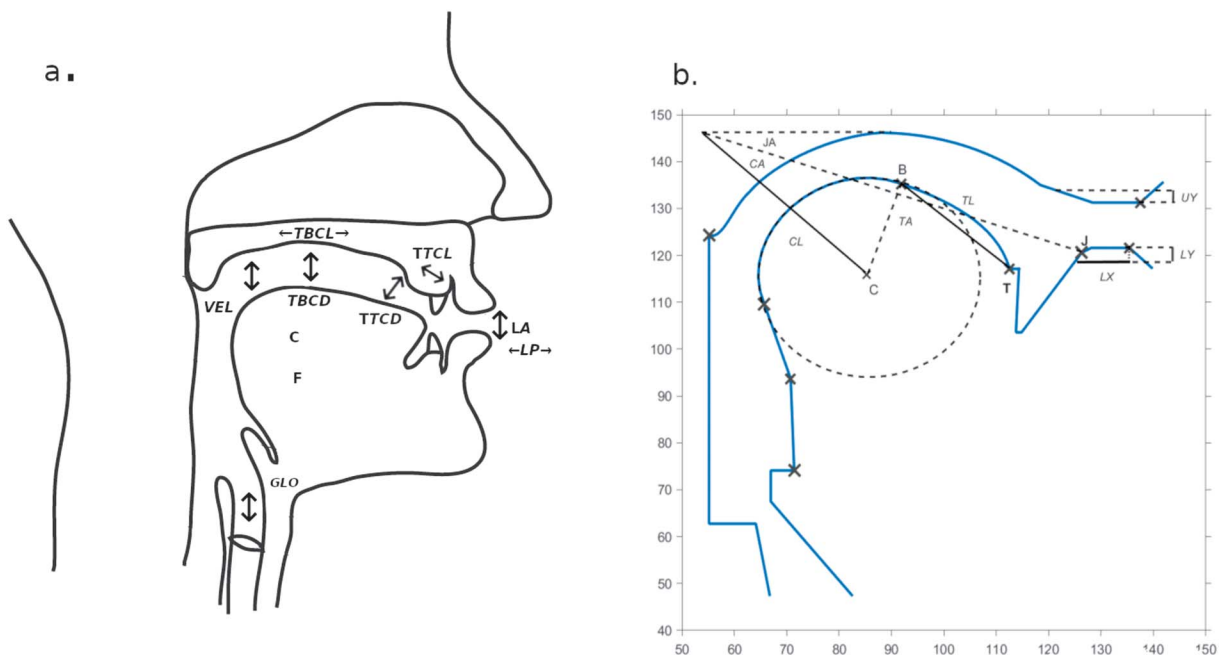 a.
←TBCL→
TTCL
VEL
TBCD
TTCD
LA
←LP→
C
F
GLO
b.
150
140
130
120
110
100
90
80
70
60
50
40
50
60
70
80
90
100
110
120
130
140
150
JA
CA
B
TL
TA
CL
C
T
J
UY
LY
LX